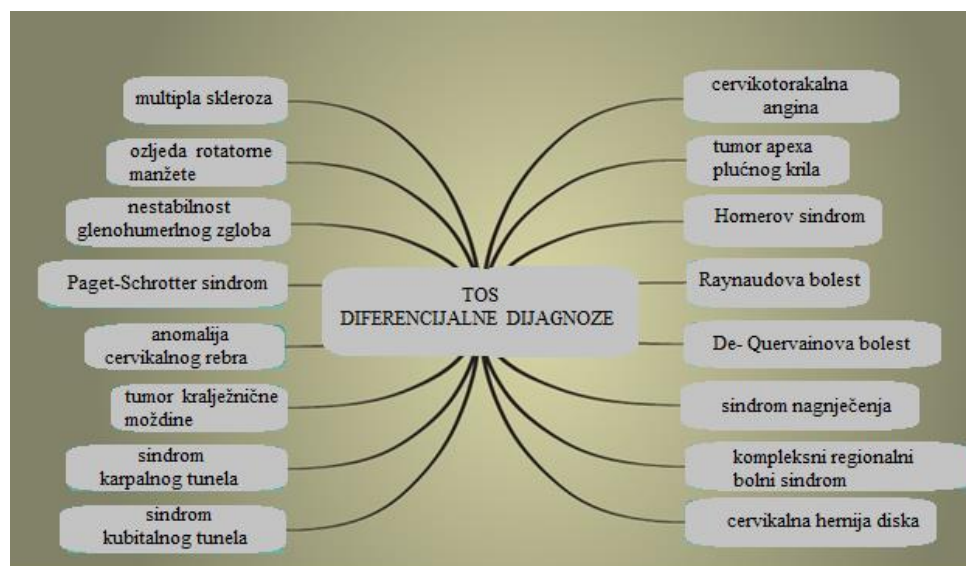 multipla skleroza
ozljeda rotatorne
manžete
nestabilnost
glenohumerlnog zgloba
Paget-Schrotter sindrom
anomalija
cervikalnog rebra
tumor kralježnične
moždine
sindrom
karpalnog tunela
sindrom
kubitalnog tunela
TOS
DIFERENCIJALNE DIJAGNOZE
cervikotorakalna
angina
tumor apexa
plućnog krila
Hornerov sindrom
Raynaudova bolest
De- Quervainova bolest
sindrom nagnječenja
kompleksni regionalni
bolni sindrom
cervikalna hernija diska